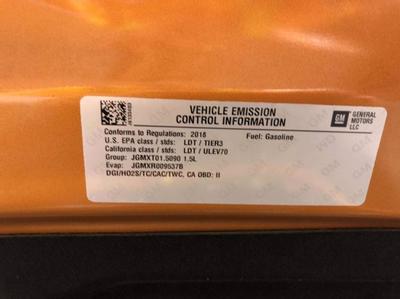 VEHICLE EMISSION
CONTROL INFORMATION
GM
GENERAL
MOTORS
LLC
Conforms to Regulations: 2018
Fuel: Gasoline
U.S. EPA class / stds: LDT / TIER3
California class / stds: LDT / ULEV70
Group: JGMXT01.5090 1.5L
Evap: JGMXR009537B
DGI/HO2S/TC/CAC/TWC, CA OBD: II